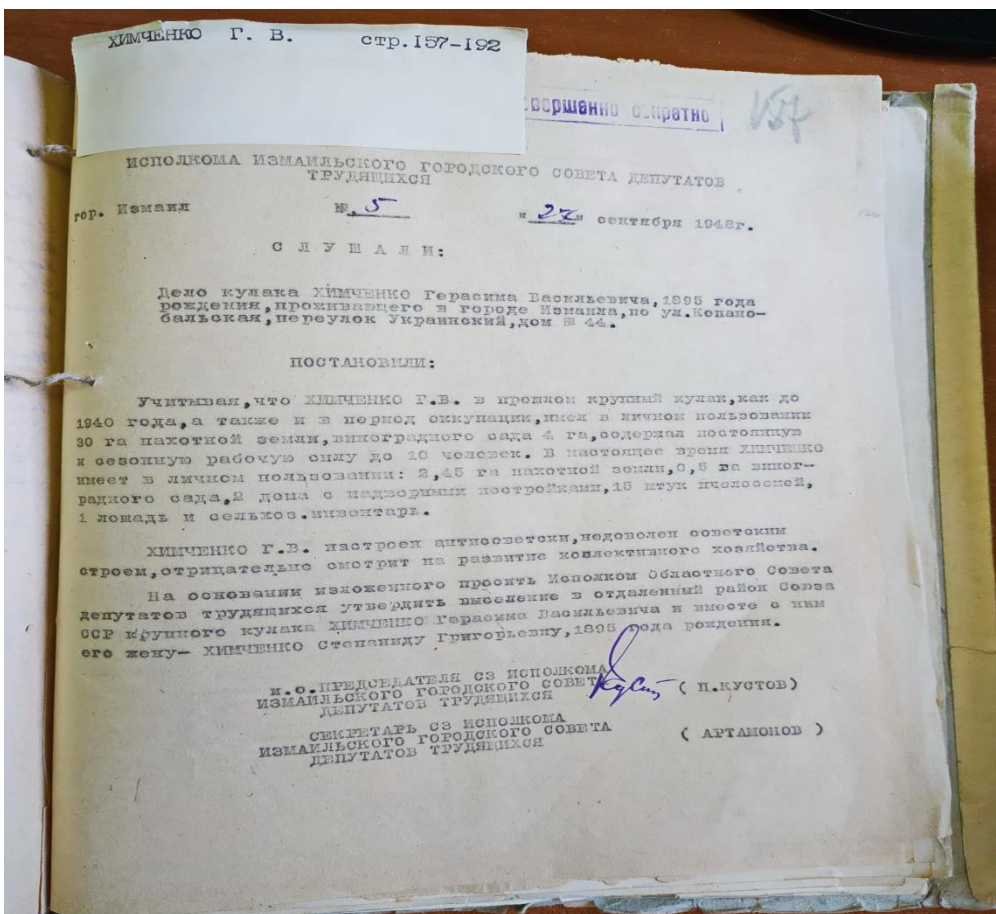 ХИМЧЕНКО Г. В. стр.157-192
совершенно секретно
157
ИСПОЛКОМА ИЗМАИЛЬСКОГО ГОРОДСКОГО СОВЕТА ДЕПУТАТОВ
ТРУДЯЩИХСЯ
гор. Измаил № 5 "27" сентября 1948г.
С Л У Ш А Л И:
Дело кулака ХИМЧЕНКО Герасима Васильевича,1895 года
рождения,проживающего в городе Измаила,по ул.Копано-
бальская,переулок Украинский,дом № 44.
ПОСТАНОВИЛИ:
Учитывая,что ХИМЧЕНКО Г.В. в прошлом крупный кулак,как до
1940 года,а также и в период оккупации,имел в личном пользовании
30 га пахотной земли,виноградного сада 4 га,содержал постоянную
и сезонную рабочую силу до 10 человек. В настоящее время ХИМЧЕНКО
имеет в личном пользовании: 2,45 га пахотной земли,0,5 га виног-
радного сада,2 дома с надворными постройками,15 штук пчелосемей,
1 лошадь и сельхоз.инвентарь.
ХИМЧЕНКО Г.В. настроен антисоветски,недоволен советским
строем,отрицательно смотрит на развитие коллективного хозяйства.
На основании изложенного просить Исполком Областного Совета
депутатов трудящихся утвердить выселение в отдаленный район Союза
ССР крупного кулака ХИМЧЕНКО Герасима Васильевича и вместе с ним
его жену- ХИМЧЕНКО Степаниду Григорьевну,1895 года рождения.
и.о.ПРЕДСЕДАТЕЛЯ СЗ ИСПОЛКОМА
ИЗМАИЛЬСКОГО ГОРОДСКОГО СОВЕТА
ДЕПУТАТОВ ТРУДЯЩИХСЯ ( П.КУСТОВ)
СЕКРЕТАРЬ СЗ ИСПОЛКОМА
ИЗМАИЛЬСКОГО ГОРОДСКОГО СОВЕТА
ДЕПУТАТОВ ТРУДЯЩИХСЯ ( АРТАМОНОВ )